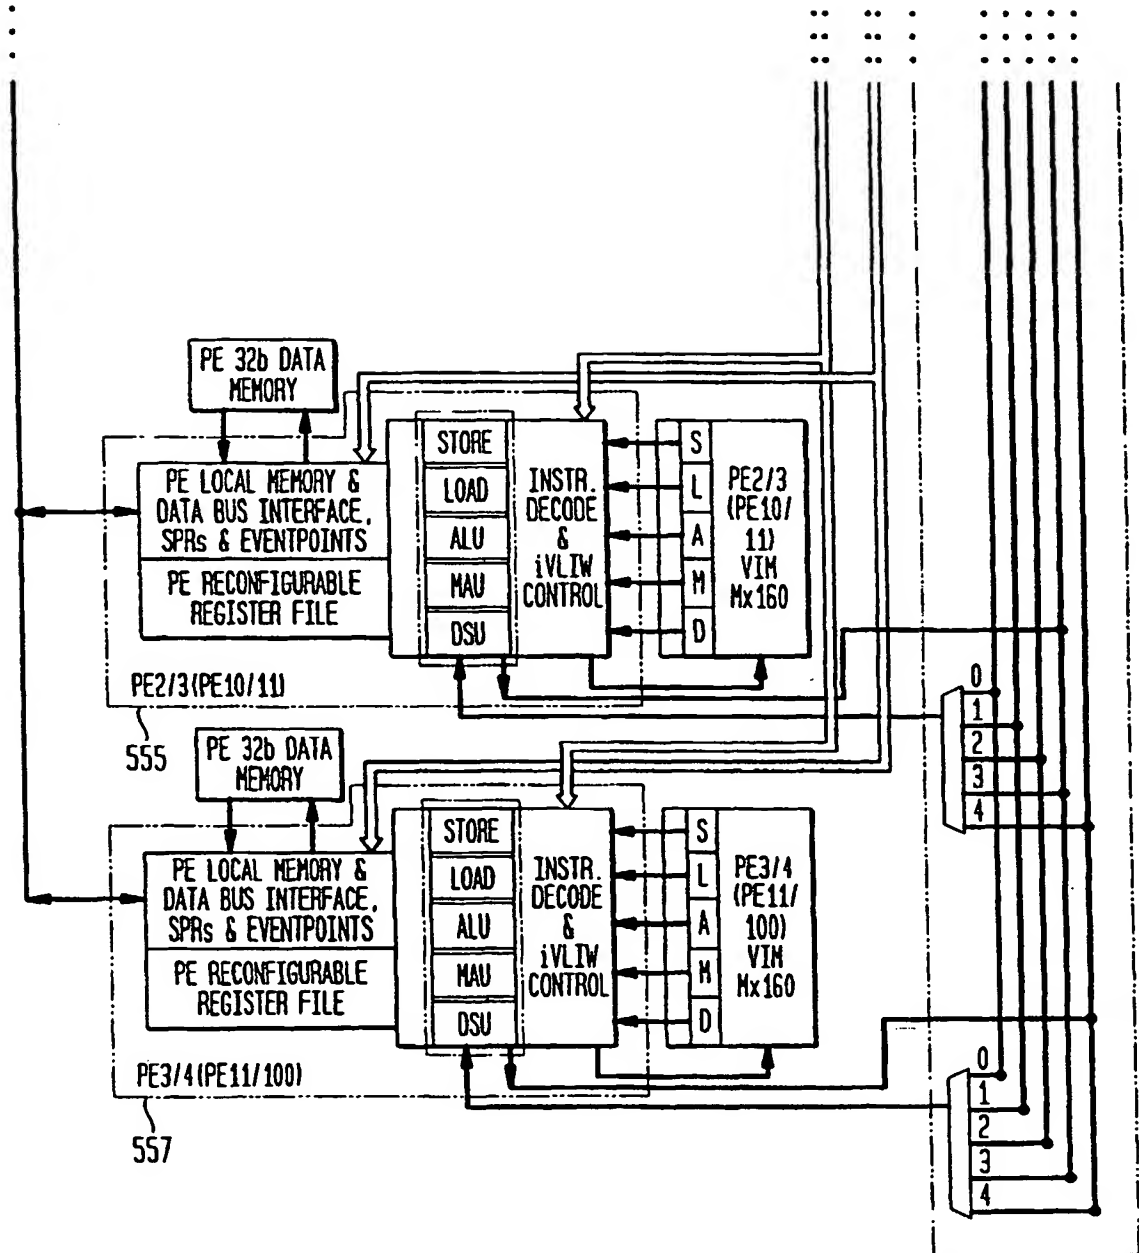 PE 32b DATA
MEMORY
PE LOCAL MEMORY &
DATA BUS INTERFACE,
SPRs & EVENTPOINTS
PE RECONFIGURABLE
REGISTER FILE
STORE
LOAD
ALU
MAU
DSU
INSTR.
DECODE
&
iVLIW
CONTROL
S
L
A
M
D
PE2/3
(PE10/
11)
VIM
Mx160
PE2/3(PE10/11)
555
0
1
2
3
4
PE 32b DATA
MEMORY
PE LOCAL MEMORY &
DATA BUS INTERFACE,
SPRs & EVENTPOINTS
PE RECONFIGURABLE
REGISTER FILE
STORE
LOAD
ALU
MAU
DSU
INSTR.
DECODE
&
iVLIW
CONTROL
S
L
A
M
D
PE3/4
(PE11/
100)
VIM
Mx160
PE3/4(PE11/100)
557
0
1
2
3
4